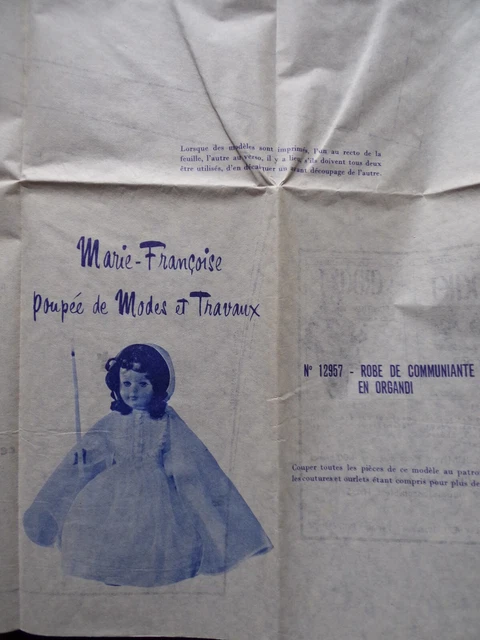 Lorsque des modèles sont imprimés, l'un au recto de la
feuille, l'autre au verso, il y a lieu s'ils doivent tous deux
être utilisés, d'en décalquer un avant découpage de l'autre.
Marie-Françoise
poupée de Modes et Travaux
N° 12957 - ROBE DE COMMUNIANTE
EN ORGANDI
Couper toutes les pièces de ce modèle au patro
les coutures et ourlets étant compris pour plus de